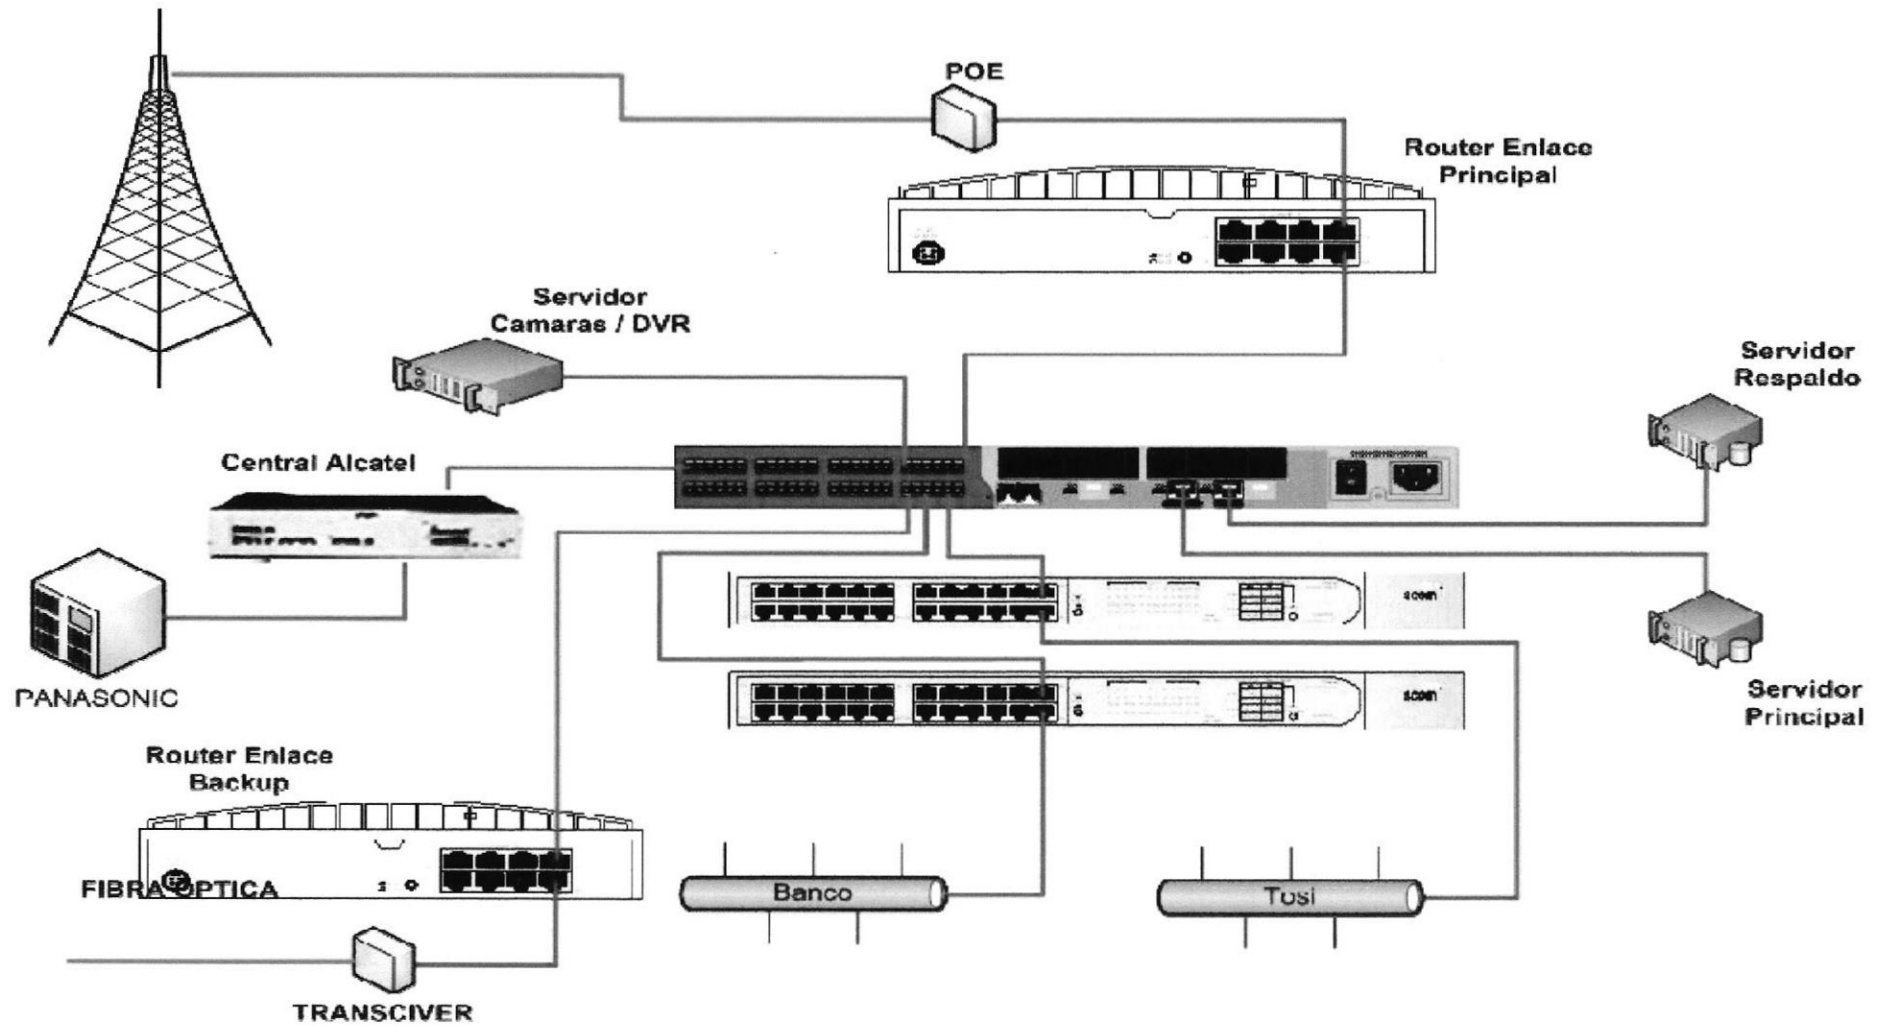 POE
Router Enlace
Principal
Servidor
Camaras / DVR
Servidor
Respaldo
Central Alcatel
PANASONIC
Servidor
Principal
Router Enlace
Backup
FIBRA OPTICA
Banco
Tosi
TRANSCIVER